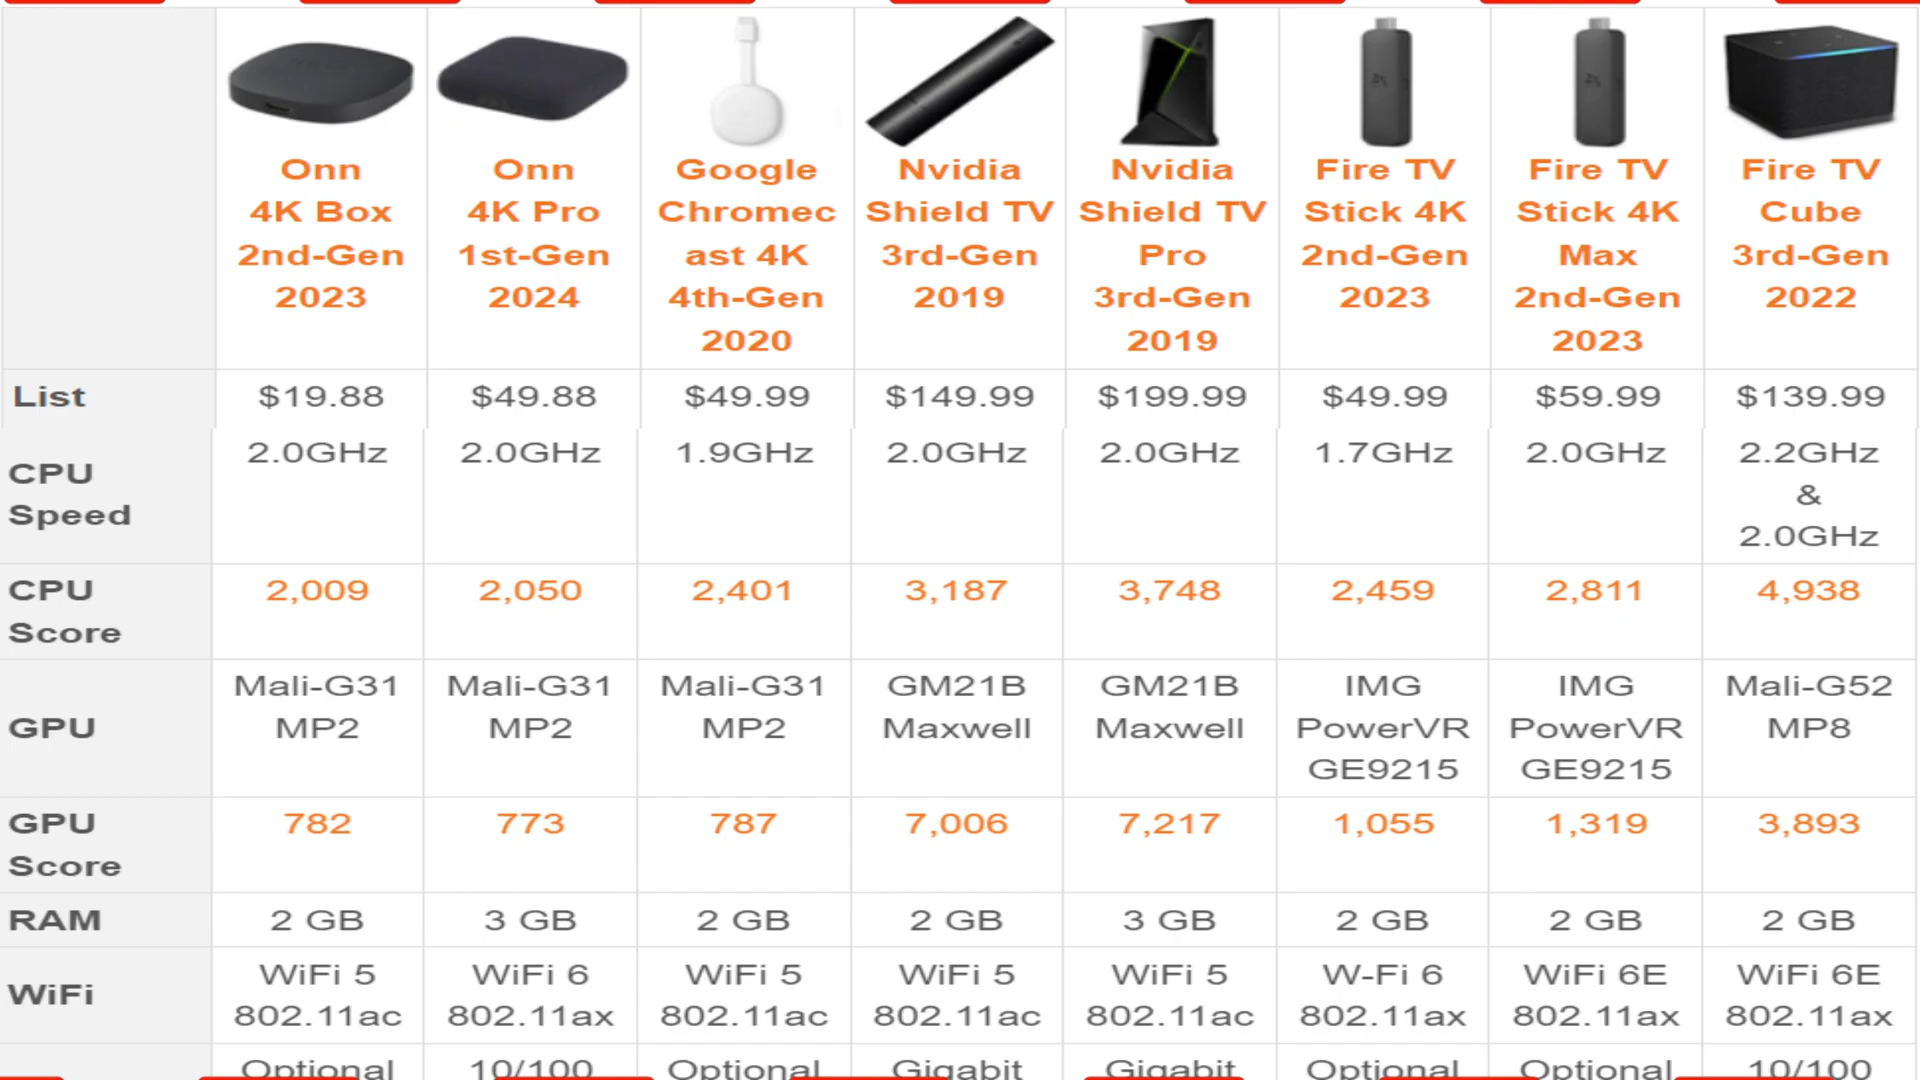 Onn
4K Box
2nd-Gen
2023
Onn
4K Pro
1st-Gen
2024
Google
Chromec
ast 4K
4th-Gen
2020
Nvidia
Shield TV
3rd-Gen
2019
Nvidia
Shield TV
Pro
3rd-Gen
2019
Fire TV
Stick 4K
2nd-Gen
2023
Fire TV
Stick 4K
Max
2nd-Gen
2023
Fire TV
Cube
3rd-Gen
2022
List
$19.88
$49.88
$49.99
$149.99
$199.99
$49.99
$59.99
$139.99
CPU
Speed
2.0GHz
2.0GHz
1.9GHz
2.0GHz
2.0GHz
1.7GHz
2.0GHz
2.2GHz
&
2.0GHz
CPU
Score
2,009
2,050
2,401
3,187
3,748
2,459
2,811
4,938
GPU
Mali-G31
MP2
Mali-G31
MP2
Mali-G31
MP2
GM21B
Maxwell
GM21B
Maxwell
IMG
PowerVR
GE9215
IMG
PowerVR
GE9215
Mali-G52
MP8
GPU
Score
782
773
787
7,006
7,217
1,055
1,319
3,893
RAM
2 GB
3 GB
2 GB
2 GB
3 GB
2 GB
2 GB
2 GB
WiFi
WiFi 5
802.11ac
WiFi 6
802.11ax
WiFi 5
802.11ac
WiFi 5
802.11ac
WiFi 5
802.11ac
W-Fi 6
802.11ax
WiFi 6E
802.11ax
WiFi 6E
802.11ax
Optional
10/100
Optional
Gigabit
Gigabit
Optional
Optional
10/100